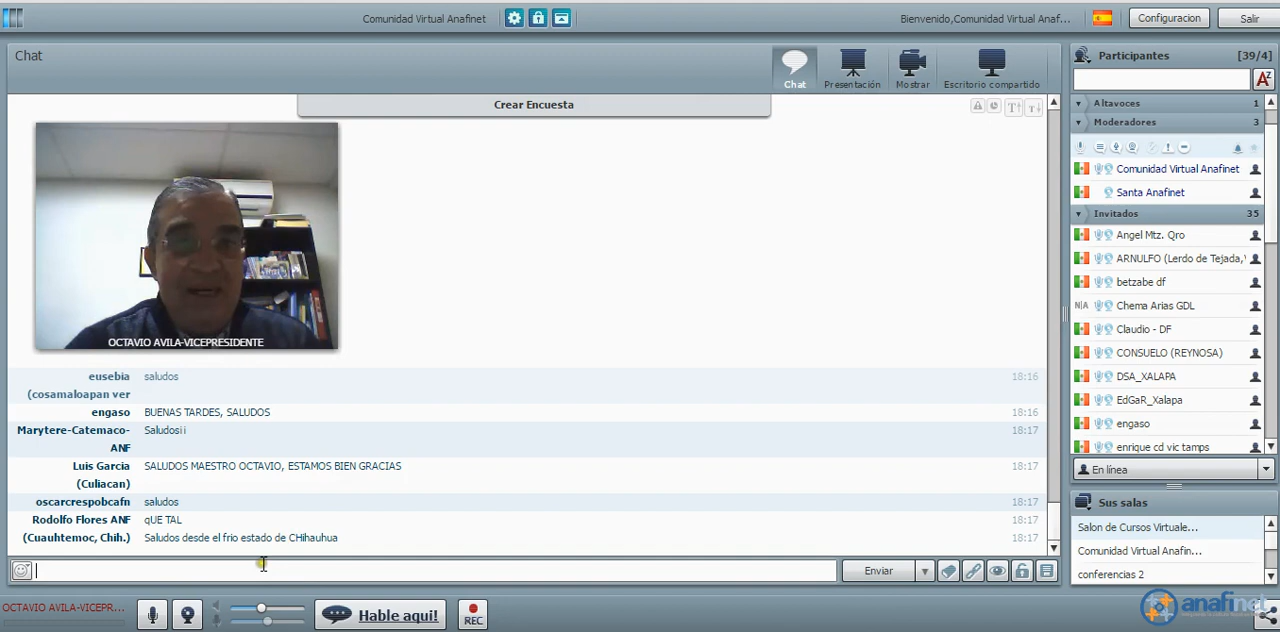 Comunidad Virtual Anafinet
Bienvenido,Comunidad Virtual Anaf...
Configuracion
Salir
Chat
Chat
Presentación
Mostrar
Escritorio compartido
Crear Encuesta
OCTAVIO AVILA-VICEPRESIDENTE
eusebia saludos 18:16
(cosamaloapan ver
engaso BUENAS TARDES, SALUDOS 18:16
Marytere-Catemaco- Saludosii 18:17
ANF
Luis Garcia SALUDOS MAESTRO OCTAVIO, ESTAMOS BIEN GRACIAS 18:17
(Culiacan)
oscarcrespobcafn saludos 18:17
Rodolfo Flores ANF qUE TAL 18:17
(Cuauhtemoc, Chih.) Saludos desde el frio estado de CHihauhua 18:17
Enviar
OCTAVIO AVILA-VICEPR...
Hable aqui!
REC
Participantes [39/4]
AZ
Altavoces 1
Moderadores 3
Comunidad Virtual Anafinet
Santa Anafinet
Invitados 35
Angel Mtz. Qro
ARNULFO (Lerdo de Tejada,
betzabe df
N/A Chema Arias GDL
Claudio - DF
CONSUELO (REYNOSA)
DSA_XALAPA
EdGaR_Xalapa
engaso
enrique cd vic tamps
En línea
Sus salas
Salon de Cursos Virtuale...
Comunidad Virtual Anafin...
conferencias 2
anafinet